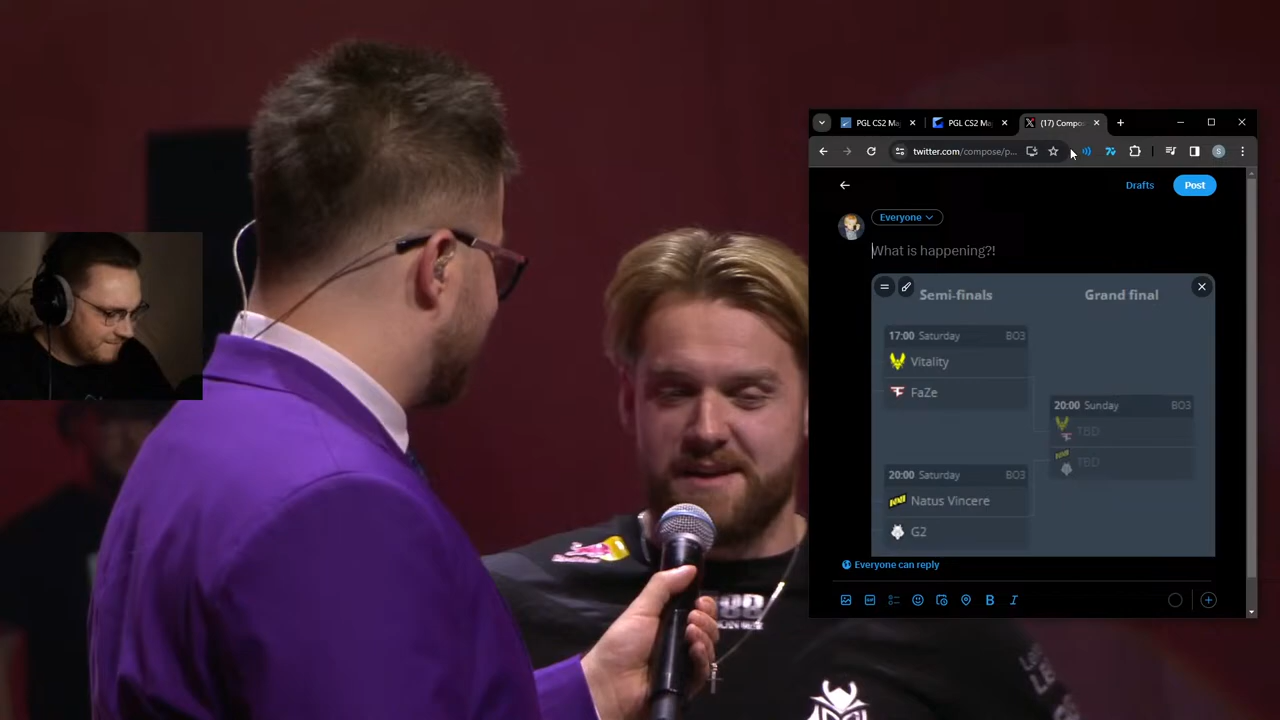 PGL CS2 Ma
PGL CS2 Ma
(17) Compo
twitter.com/compose/p...
Drafts
Post
Everyone
What is happening?!
Semi-finals
Grand final
17:00 Saturday BO3
Vitality
FaZe
20:00 Sunday BO3
TBD
TBD
20:00 Saturday BO3
Natus Vincere
G2
Everyone can reply
B I